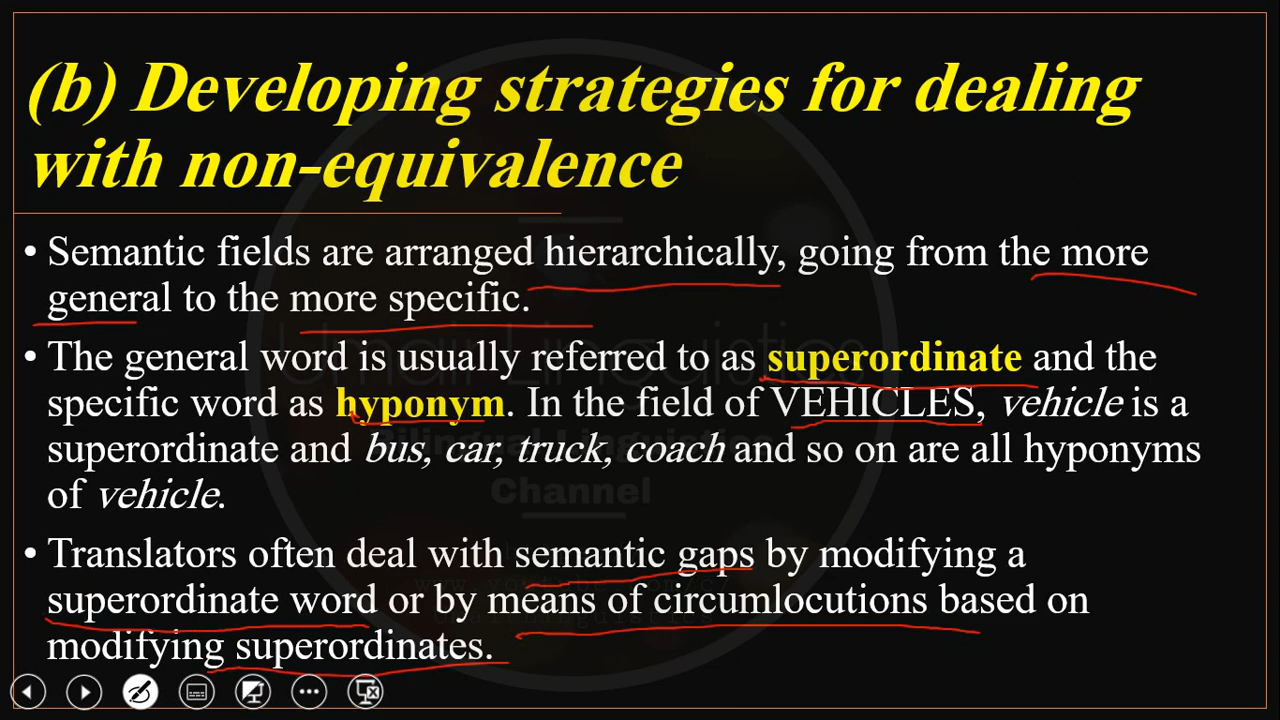 (b) Developing strategies for dealing
with non-equivalence
• Semantic fields are arranged hierarchically, going from the more
general to the more specific.
• The general word is usually referred to as superordinate and the
specific word as hyponym. In the field of VEHICLES, vehicle is a
superordinate and bus, car, truck, coach and so on are all hyponyms
of vehicle.
• Translators often deal with semantic gaps by modifying a
superordinate word or by means of circumlocutions based on
modifying superordinates.
Channel